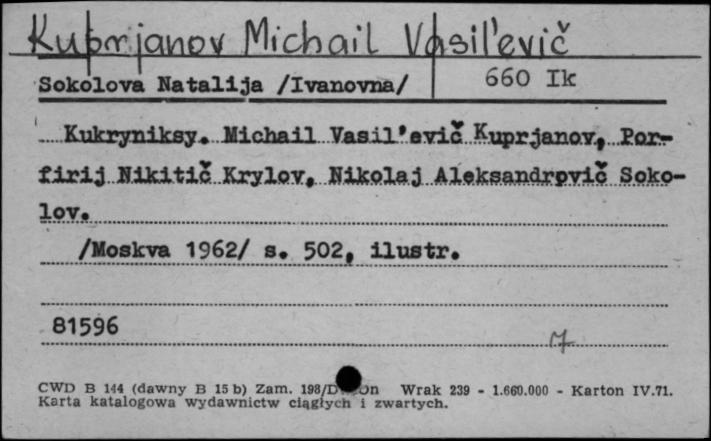 Kuprjanov Michail Vasil'evič
Sokolova Natalija /Ivanovna/ 660 Ik
Kukryniksy. Michail Vasil'evič Kuprjanov, Por-
firij Nikitič Krylov, Nikolaj Aleksandrovič Soko-
lov.
/Moskva 1962/ s. 502, ilustr.
81596
CWD B 144 (dawny B 15 b) Zam. 198/ Wrak 239 - 1.660.000 - Karton IV.71.
Karta katalogowa wydawnictw ciągłych i zwartych.